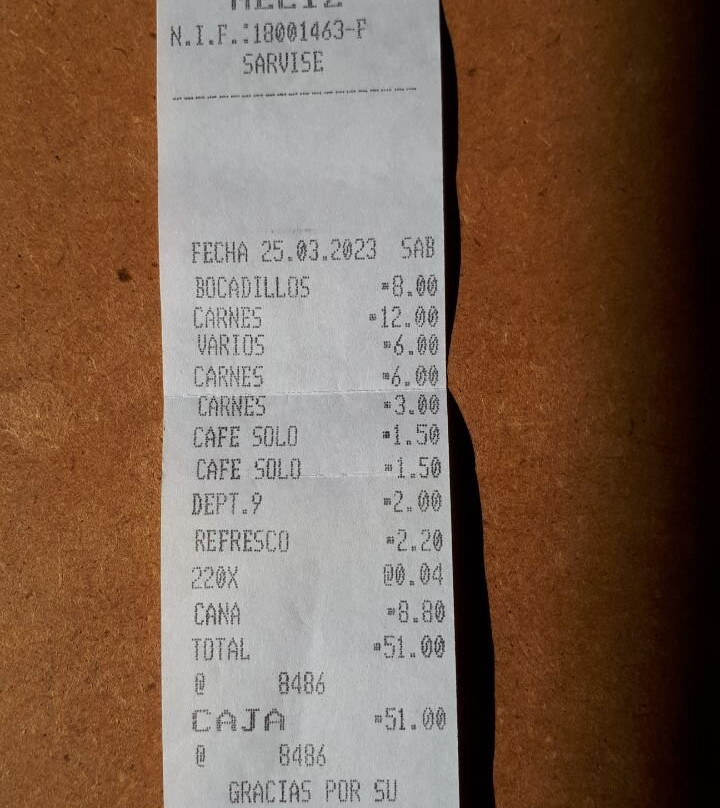 N.I.F.:18001463-F
SARVISE
FECHA 25.03.2023 SAB
BOCADILLOS 8.00
CARNES 12.00
VARIOS 6.00
CARNES 6.00
CARNES 3.00
CAFE SOLO 1.50
CAFE SOLO 1.50
DEPT.9 2.00
REFRESCO 2.20
220X @0.04
CANA 8.80
TOTAL 51.00
@ 8486
CAJA 51.00
@ 8486
GRACIAS POR SU